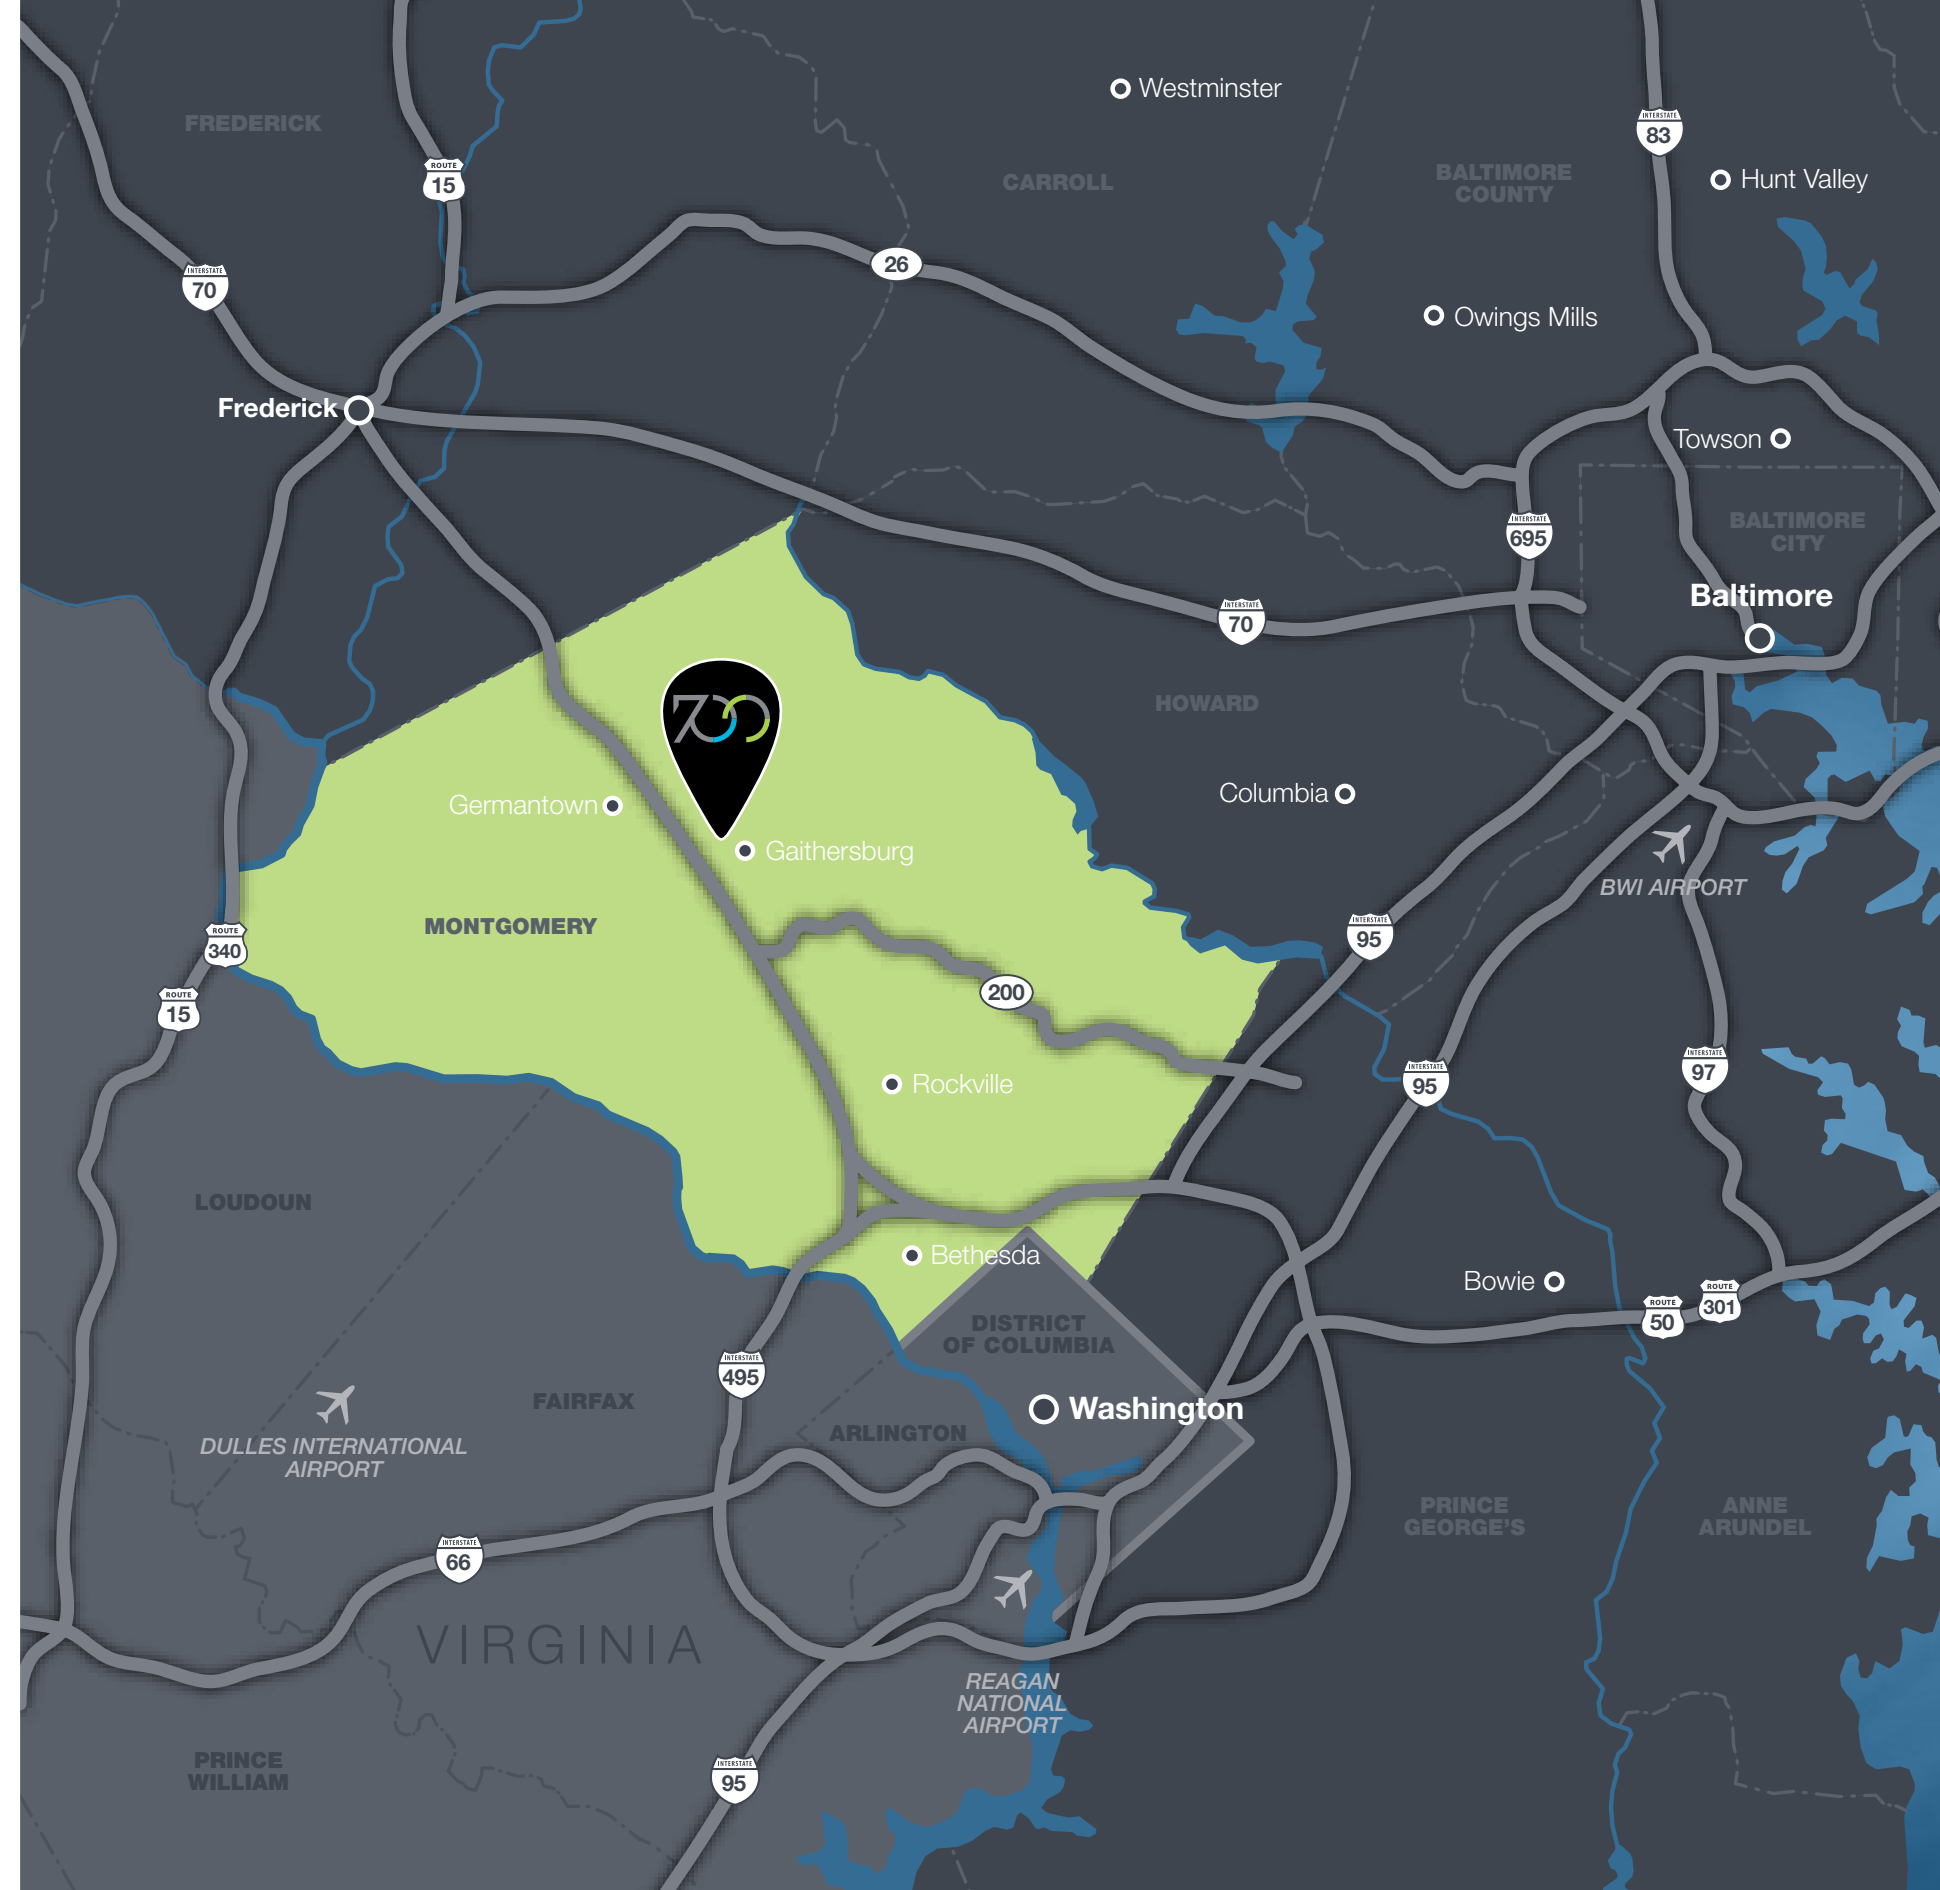 Westminster
FREDERICK
INTERSTATE
83
ROUTE
15
CARROLL
BALTIMORE
COUNTY
Hunt Valley
INTERSTATE
70
26
Owings Mills
Frederick
Towson
INTERSTATE
695
BALTIMORE
CITY
Baltimore
INTERSTATE
70
700
HOWARD
Germantown
Columbia
Gaithersburg
BWI AIRPORT
MONTGOMERY
ROUTE
340
INTERSTATE
95
ROUTE
15
200
INTERSTATE
97
Rockville
INTERSTATE
95
LOUDOUN
Bethesda
Bowie
ROUTE
301
ROUTE
50
DISTRICT
OF COLUMBIA
INTERSTATE
495
FAIRFAX
Washington
ARLINGTON
DULLES INTERNATIONAL
AIRPORT
PRINCE
GEORGE'S
ANNE
ARUNDEL
INTERSTATE
66
VIRGINIA
REAGAN
NATIONAL
AIRPORT
PRINCE
WILLIAM
INTERSTATE
95